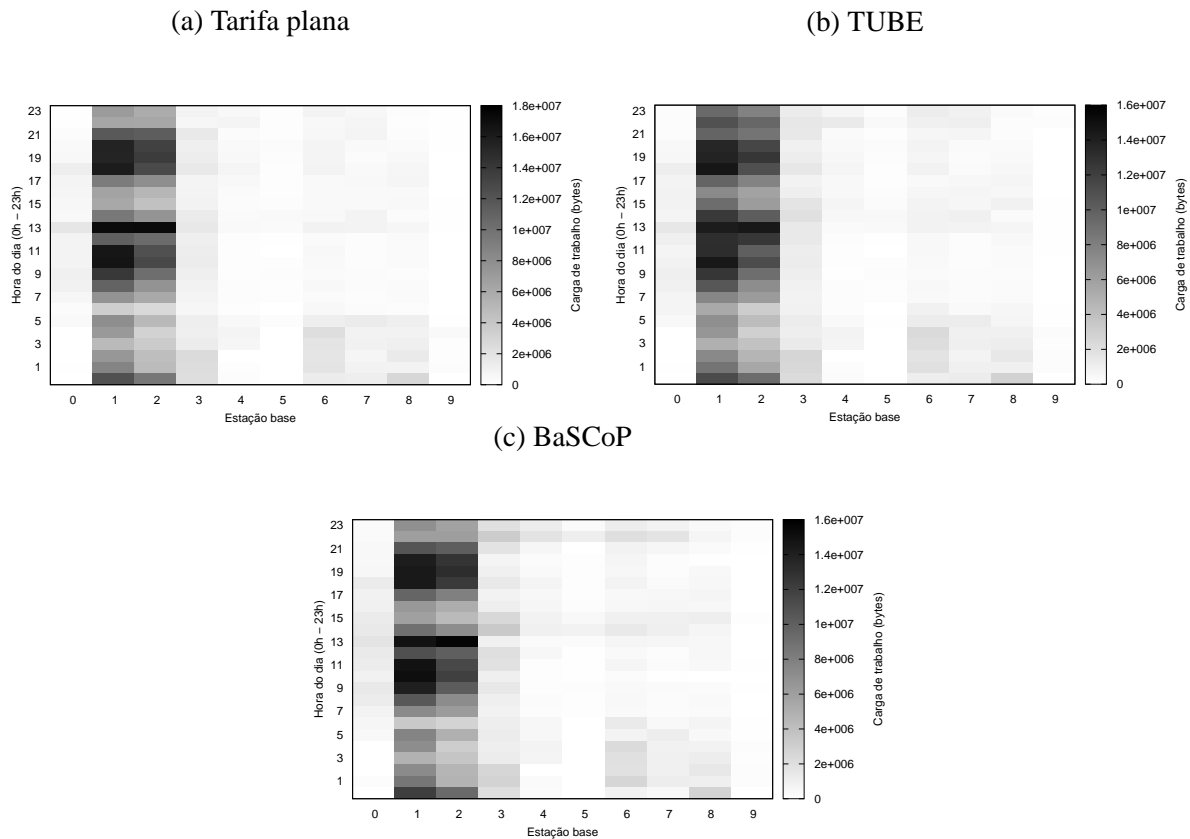 (a) Tarifa plana
(b) TUBE
23
21
19
17
15
13
11
9
7
5
3
1
Hora do dia (0h – 23h)
0 1 2 3 4 5 6 7 8 9
Estação base
1.8e+007
1.6e+007
1.4e+007
1.2e+007
1e+007
8e+006
6e+006
4e+006
2e+006
0
Carga de trabalho (bytes)
23
21
19
17
15
13
11
9
7
5
3
1
Hora do dia (0h – 23h)
0 1 2 3 4 5 6 7 8 9
Estação base
1.6e+007
1.4e+007
1.2e+007
1e+007
8e+006
6e+006
4e+006
2e+006
0
Carga de trabalho (bytes)
(c) BaSCoP
23
21
19
17
15
13
11
9
7
5
3
1
Hora do dia (0h – 23h)
0 1 2 3 4 5 6 7 8 9
Estação base
1.6e+007
1.4e+007
1.2e+007
1e+007
8e+006
6e+006
4e+006
2e+006
0
Carga de trabalho (bytes)